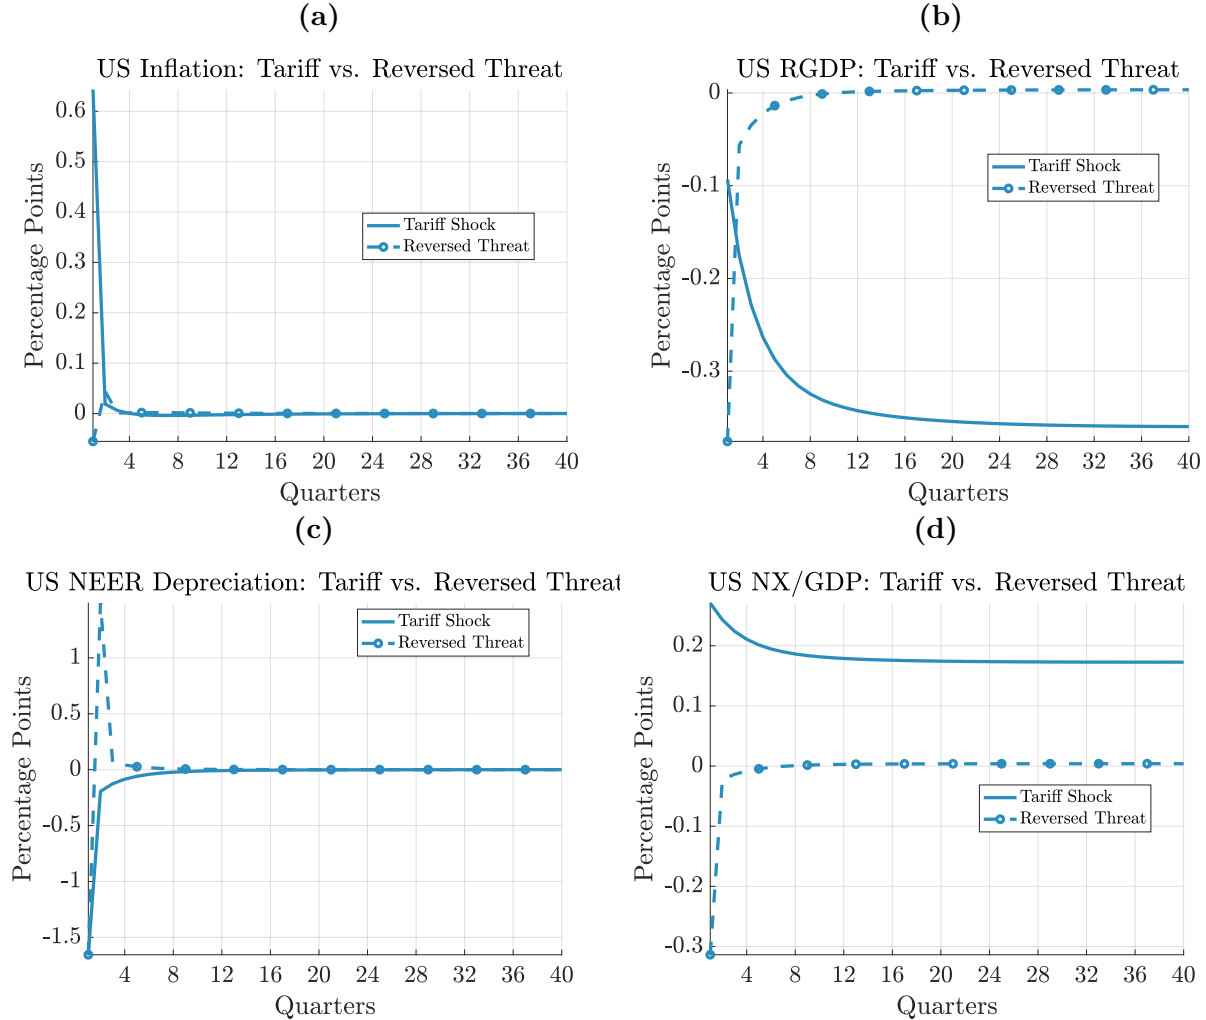 (a)
US Inflation: Tariff vs. Reversed Threat
Percentage Points
0.6
0.5
0.4
0.3
0.2
0.1
0
Tariff Shock
Reversed Threat
4 8 12 16 20 24 28 32 36 40
Quarters
(b)
US RGDP: Tariff vs. Reversed Threat
Percentage Points
0
-0.1
-0.2
-0.3
Tariff Shock
Reversed Threat
4 8 12 16 20 24 28 32 36 40
Quarters
(c)
US NEER Depreciation: Tariff vs. Reversed Threat
Percentage Points
1
0.5
0
-0.5
-1
-1.5
Tariff Shock
Reversed Threat
4 8 12 16 20 24 28 32 36 40
Quarters
(d)
US NX/GDP: Tariff vs. Reversed Threat
Percentage Points
0.2
0.1
0
-0.1
-0.2
-0.3
Tariff Shock
Reversed Threat
4 8 12 16 20 24 28 32 36 40
Quarters